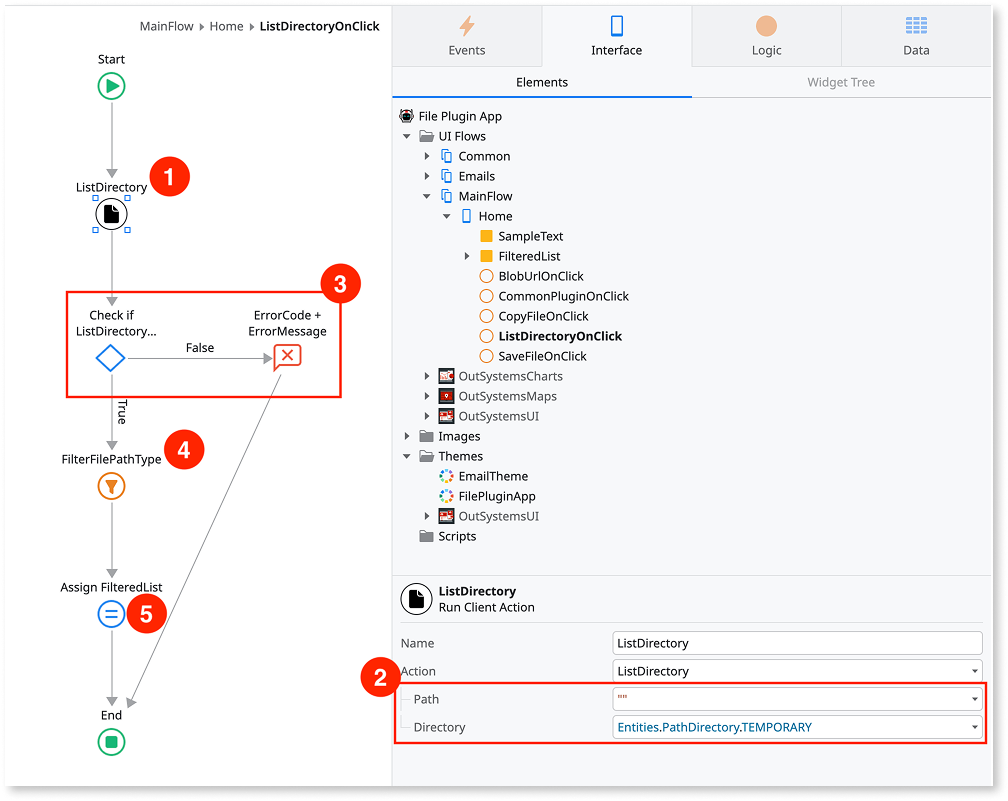 MainFlow Home ListDirectoryOnClick
Start
ListDirectory
1
3
Check if
ListDirectory...
False
ErrorCode +
ErrorMessage
True
FilterFilePathType
4
Assign FilteredList
5
End
Events
Interface
Logic
Data
Elements
Widget Tree
File Plugin App
UI Flows
Common
Emails
MainFlow
Home
SampleText
FilteredList
BlobUrlOnClick
CommonPluginOnClick
CopyFileOnClick
ListDirectoryOnClick
SaveFileOnClick
OutSystemsCharts
OutSystemsMaps
OutSystemsUI
Images
Themes
EmailTheme
FilePluginApp
OutSystemsUI
Scripts
ListDirectory
Run Client Action
Name ListDirectory
2
Action ListDirectory
Path ""
Directory Entities.PathDirectory.TEMPORARY